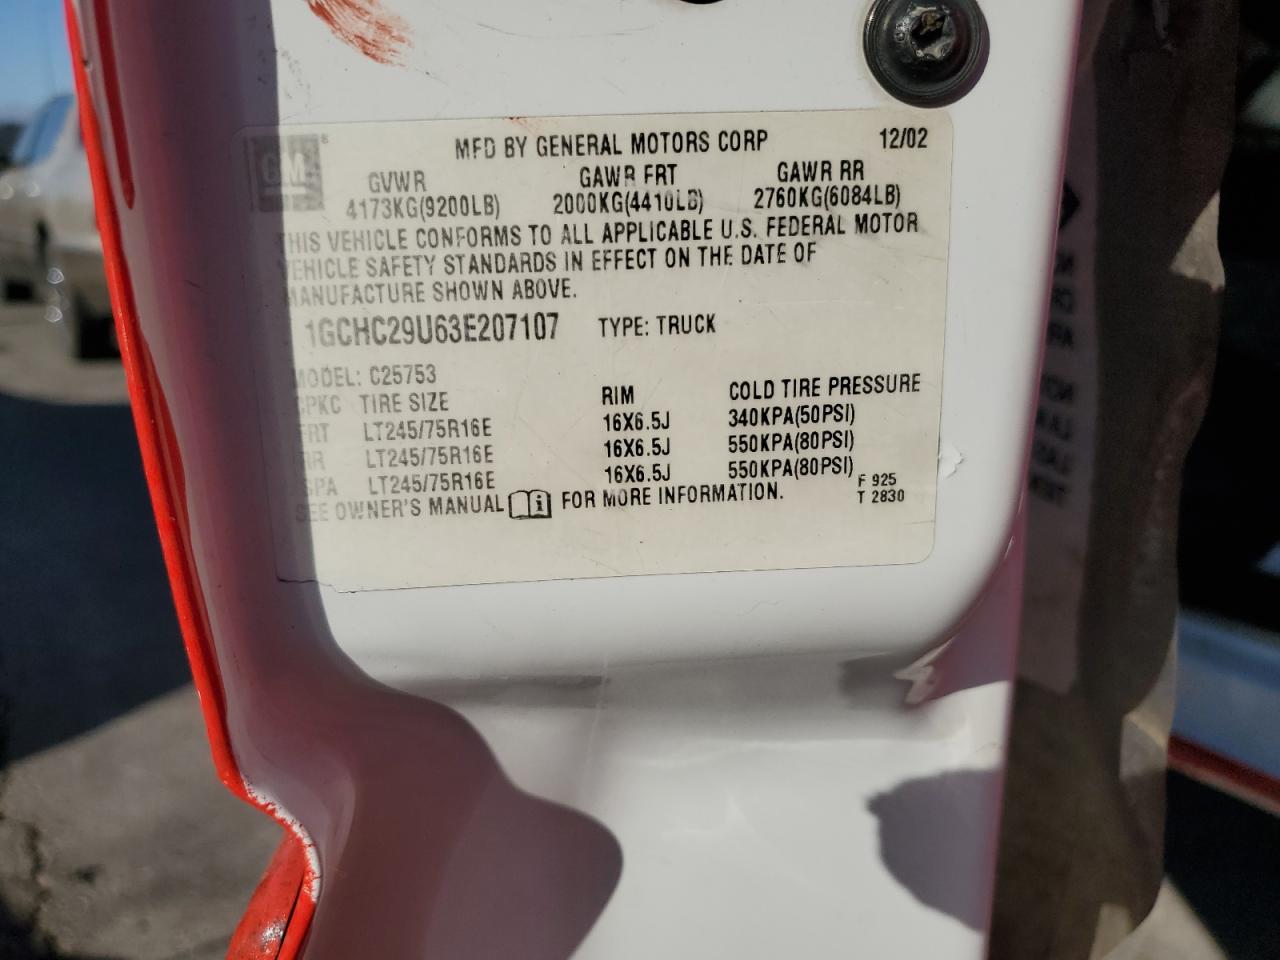 GM®
MFD BY GENERAL MOTORS CORP 12/02
GVWR GAWR FRT GAWR RR
4173KG(9200LB) 2000KG(4410LB) 2760KG(6084LB)
THIS VEHICLE CONFORMS TO ALL APPLICABLE U.S. FEDERAL MOTOR
VEHICLE SAFETY STANDARDS IN EFFECT ON THE DATE OF
MANUFACTURE SHOWN ABOVE.
1GCHC29U63E207107 TYPE: TRUCK
MODEL: C25753
CPKC TIRE SIZE RIM COLD TIRE PRESSURE
FRT LT245/75R16E 16X6.5J 340KPA(50PSI)
RR LT245/75R16E 16X6.5J 550KPA(80PSI)
SPA LT245/75R16E 16X6.5J 550KPA(80PSI)
SEE OWNER'S MANUAL i FOR MORE INFORMATION.
F 925
T 2830